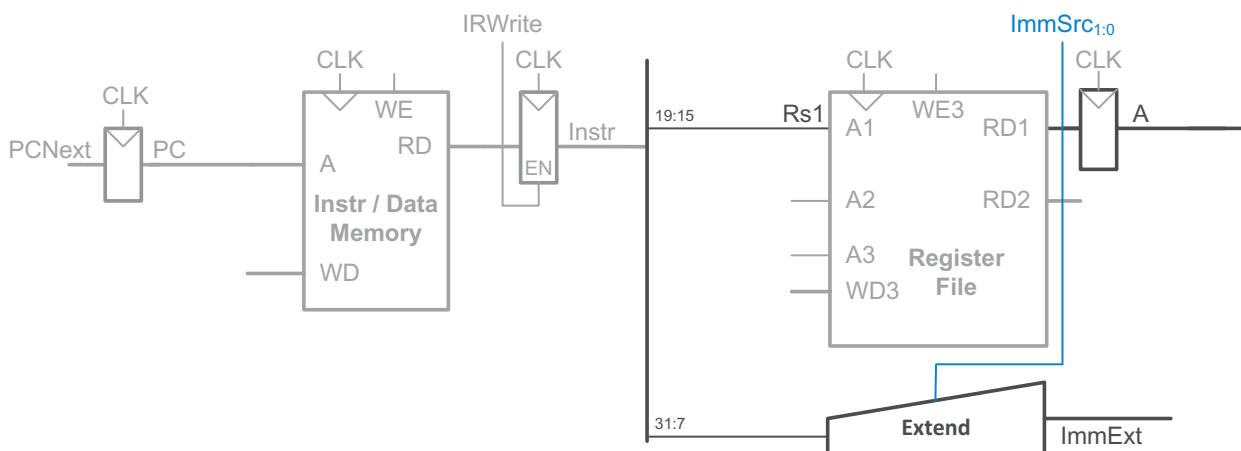 IRWrite
ImmSrc1:0
CLK
CLK
CLK
CLK
CLK
WE
WE3
19:15
Rs1
A1
RD1
A
Instr
RD
PCNext
PC
A
EN
Instr / Data
Memory
A2
RD2
A3
Register
File
WD
WD3
31:7
Extend
ImmExt